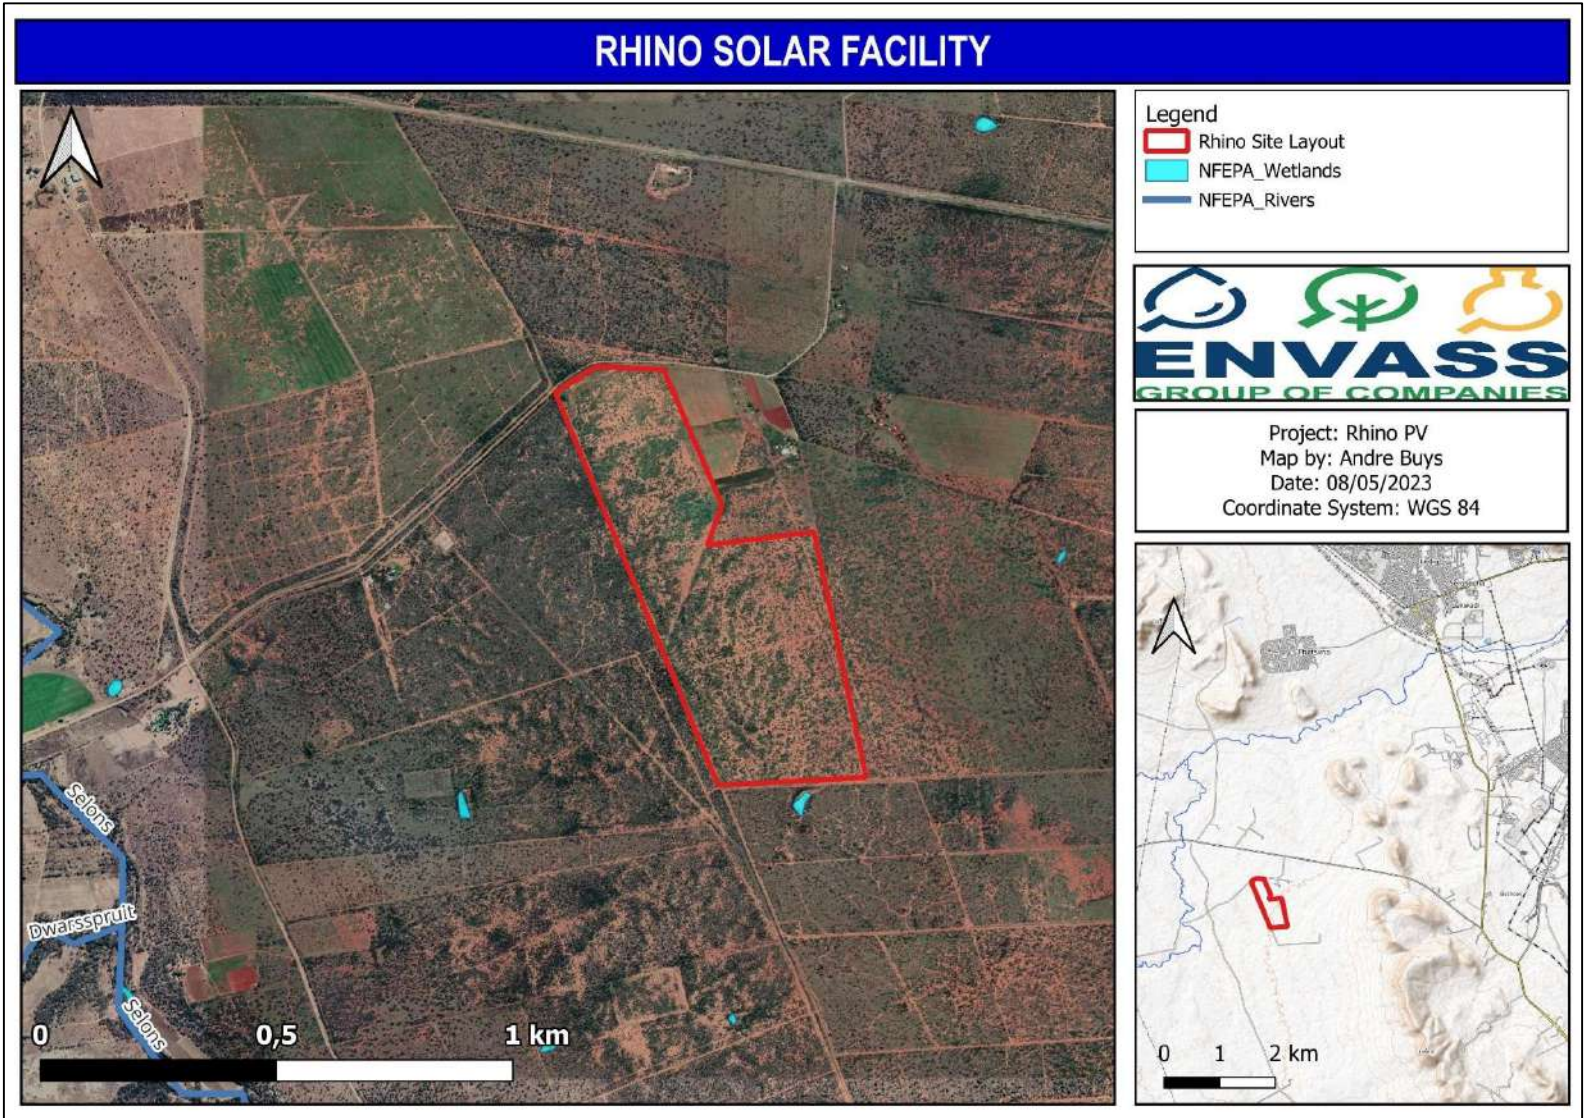 RHINO SOLAR FACILITY
Legend
Rhino Site Layout
NFEPA_Wetlands
NFEPA_Rivers
ENVASS
GROUP OF COMPANIES
Project: Rhino PV
Map by: Andre Buys
Date: 08/05/2023
Coordinate System: WGS 84
Selons
Dwarsspruit
Selons
0 0,5 1 km
0 1 2 km